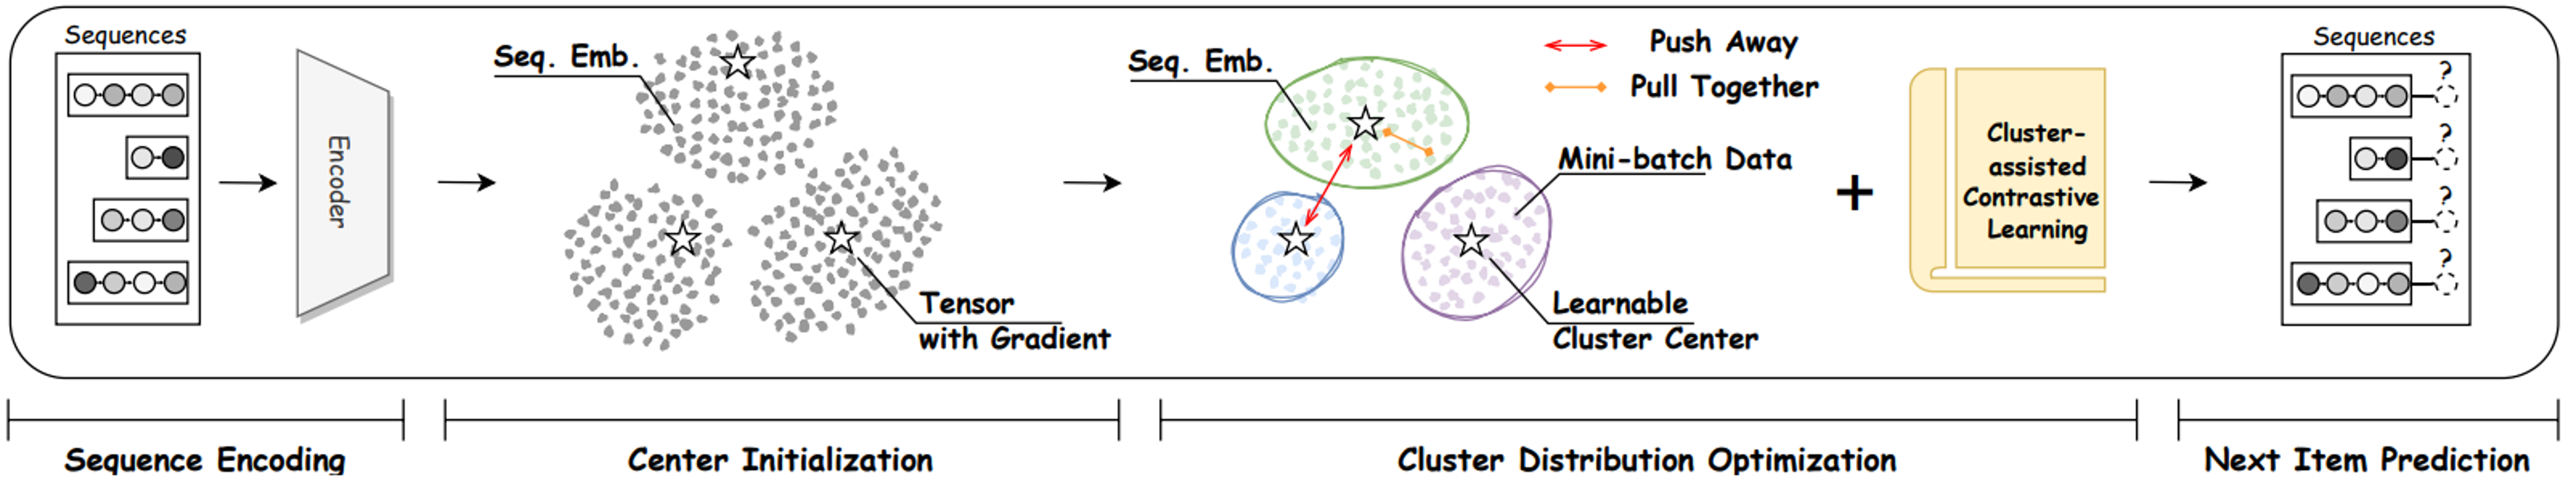 Sequences
Encoder
Seq. Emb.
Tensor
with Gradient
Seq. Emb.
Push Away
Pull Together
Mini-batch Data
Learnable
Cluster Center
+
Cluster-
assisted
Contrastive
Learning
Sequences
?
?
?
?
Sequence Encoding
Center Initialization
Cluster Distribution Optimization
Next Item Prediction